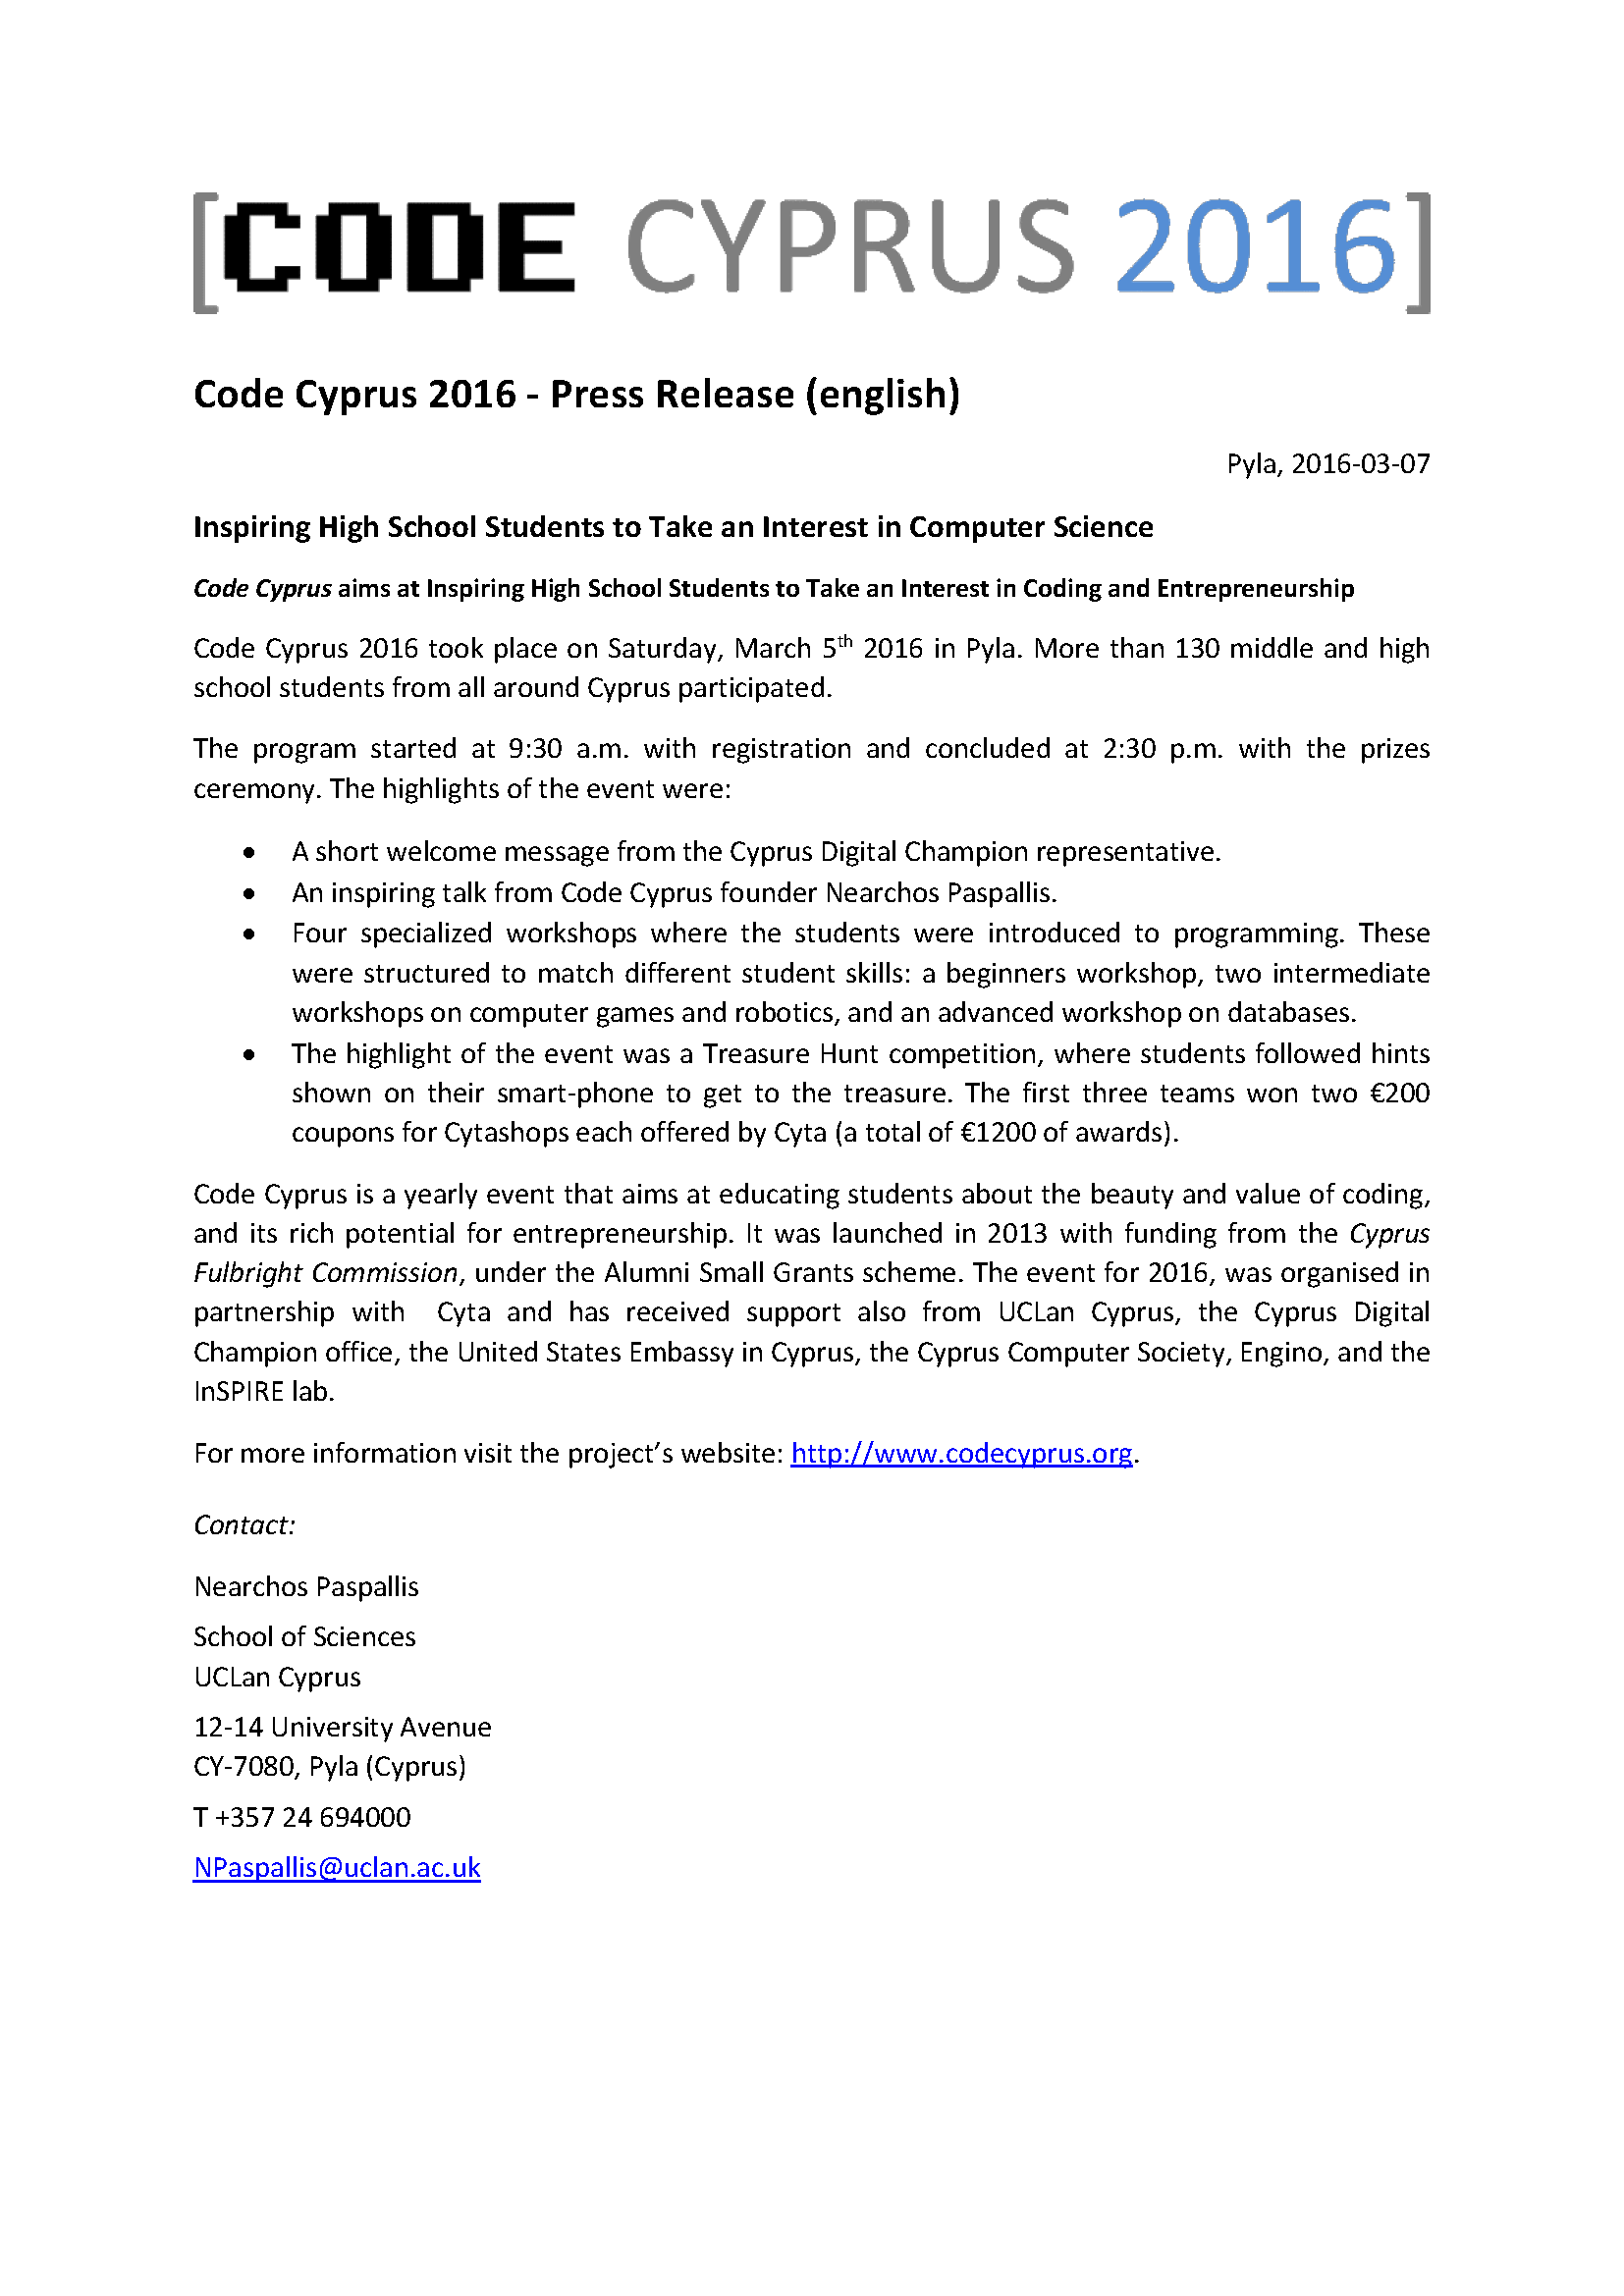 [CODE CYPRUS 2016]
Code Cyprus 2016 - Press Release (english)
Pyla, 2016-03-07
Inspiring High School Students to Take an Interest in Computer Science
Code Cyprus aims at Inspiring High School Students to Take an Interest in Coding and Entrepreneurship
Code Cyprus 2016 took place on Saturday, March 5th 2016 in Pyla. More than 130 middle and high
school students from all around Cyprus participated.
The program started at 9:30 a.m. with registration and concluded at 2:30 p.m. with the prizes
ceremony. The highlights of the event were:
• A short welcome message from the Cyprus Digital Champion representative.
• An inspiring talk from Code Cyprus founder Nearchos Paspallis.
• Four specialized workshops where the students were introduced to programming. These
were structured to match different student skills: a beginners workshop, two intermediate
workshops on computer games and robotics, and an advanced workshop on databases.
• The highlight of the event was a Treasure Hunt competition, where students followed hints
shown on their smart-phone to get to the treasure. The first three teams won two €200
coupons for Cytashops each offered by Cyta (a total of €1200 of awards).
Code Cyprus is a yearly event that aims at educating students about the beauty and value of coding,
and its rich potential for entrepreneurship. It was launched in 2013 with funding from the Cyprus
Fulbright Commission, under the Alumni Small Grants scheme. The event for 2016, was organised in
partnership with Cyta and has received support also from UCLan Cyprus, the Cyprus Digital
Champion office, the United States Embassy in Cyprus, the Cyprus Computer Society, Engino, and the
InSPIRE lab.
For more information visit the project’s website: http://www.codecyprus.org.
Contact:
Nearchos Paspallis
School of Sciences
UCLan Cyprus
12-14 University Avenue
CY-7080, Pyla (Cyprus)
T +357 24 694000
NPaspallis@uclan.ac.uk